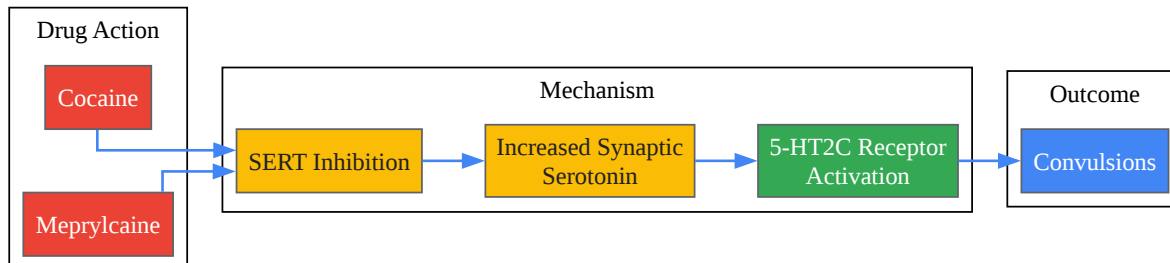 Drug Action
Cocaine
Meprylcaine
Mechanism
SERT Inhibition
Increased Synaptic
Serotonin
5-HT2C Receptor
Activation
Outcome
Convulsions